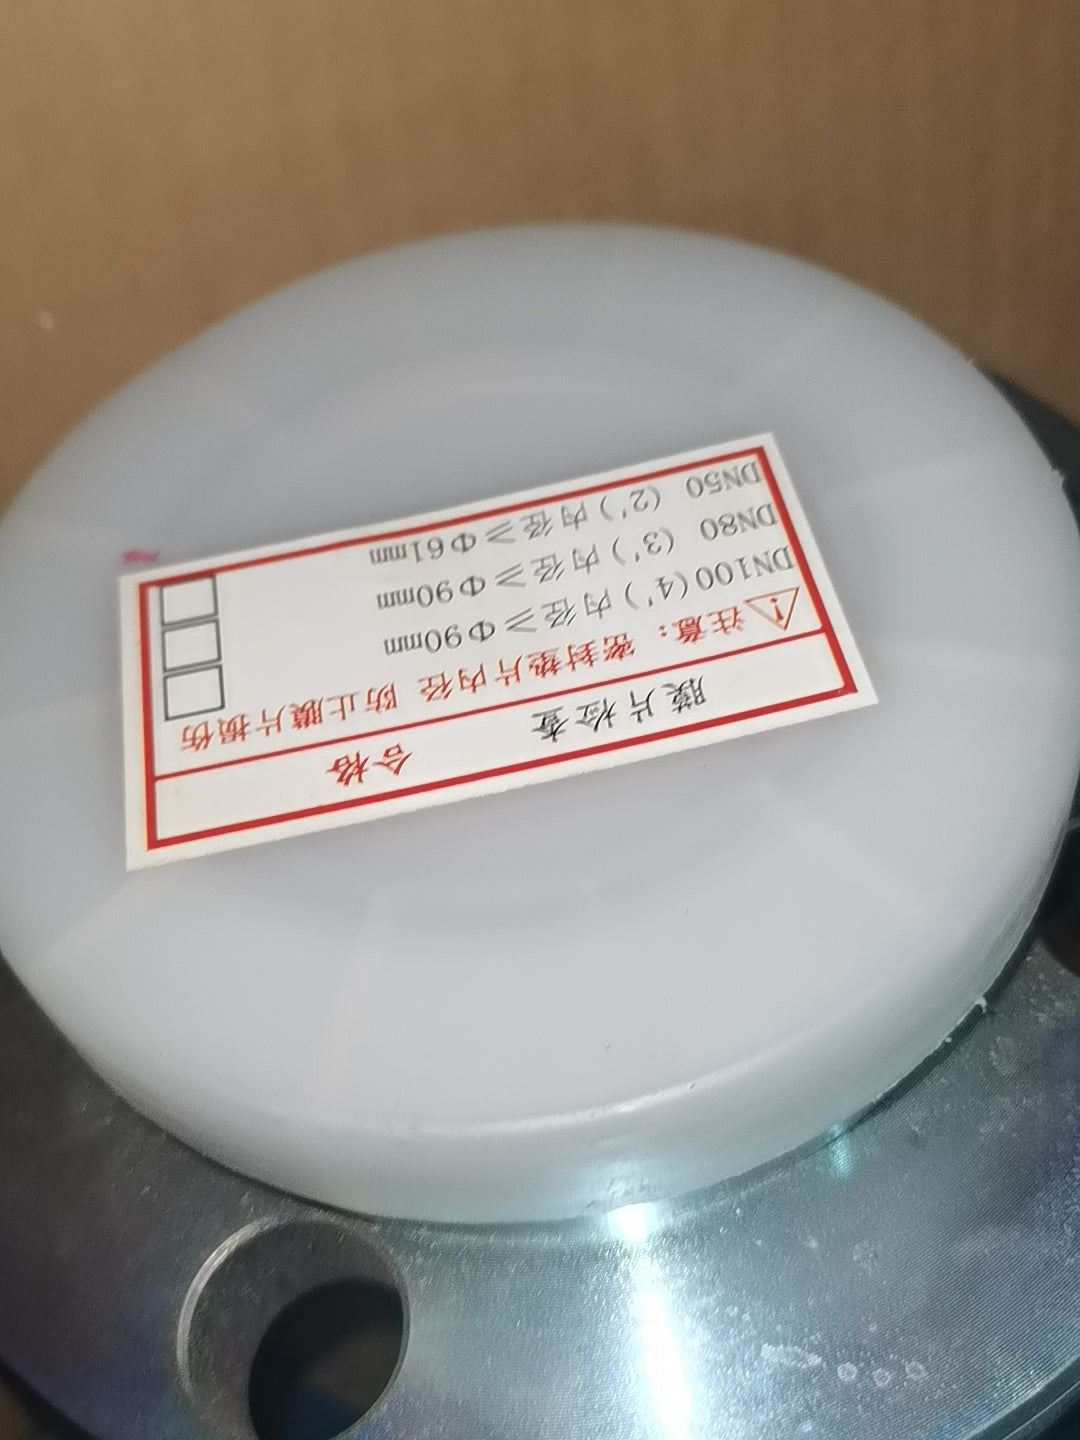 膜片检查 合格
注意：密封垫片内径 防止膜片损伤
DN100(4')内径≥Φ90mm
DN80 (3')内径≥Φ90mm
DN50 (2')内径≥Φ61mm